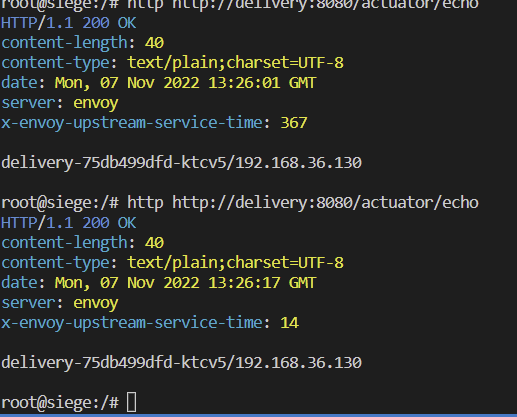 root@siege:/# http http://delivery:8080/actuator/echo
HTTP/1.1 200 OK
content-length: 40
content-type: text/plain;charset=UTF-8
date: Mon, 07 Nov 2022 13:26:01 GMT
server: envoy
x-envoy-upstream-service-time: 367
delivery-75db499dfd-ktcv5/192.168.36.130
root@siege:/# http http://delivery:8080/actuator/echo
HTTP/1.1 200 OK
content-length: 40
content-type: text/plain;charset=UTF-8
date: Mon, 07 Nov 2022 13:26:17 GMT
server: envoy
x-envoy-upstream-service-time: 14
delivery-75db499dfd-ktcv5/192.168.36.130
root@siege:/#